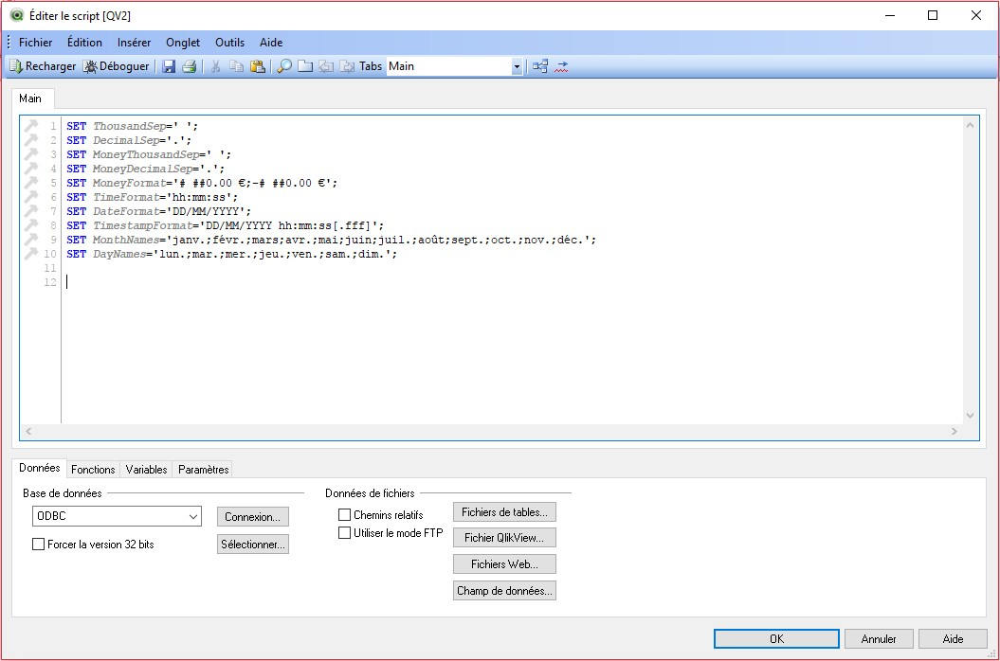 Éditer le script [QV2]
Fichier Édition Insérer Onglet Outils Aide
Recharger Déboguer Tabs Main
Main
1 SET ThousandSep=' ';
2 SET DecimalSep='.';
3 SET MoneyThousandSep=' ';
4 SET MoneyDecimalSep='.';
5 SET MoneyFormat='# ##0.00 €;-# ##0.00 €';
6 SET TimeFormat='hh:mm:ss';
7 SET DateFormat='DD/MM/YYYY';
8 SET TimestampFormat='DD/MM/YYYY hh:mm:ss[.fff]';
9 SET MonthNames='janv.;févr.;mars;avr.;mai;juin;juil.;août;sept.;oct.;nov.;déc.';
10 SET DayNames='lun.;mar.;mer.;jeu.;ven.;sam.;dim.';
11
12
Données Fonctions Variables Paramètres
Base de données
ODBC Connexion...
Forcer la version 32 bits Sélectionner...
Données de fichiers
Chemins relatifs
Utiliser le mode FTP
Fichiers de tables...
Fichier QlikView...
Fichiers Web...
Champ de données...
OK Annuler Aide